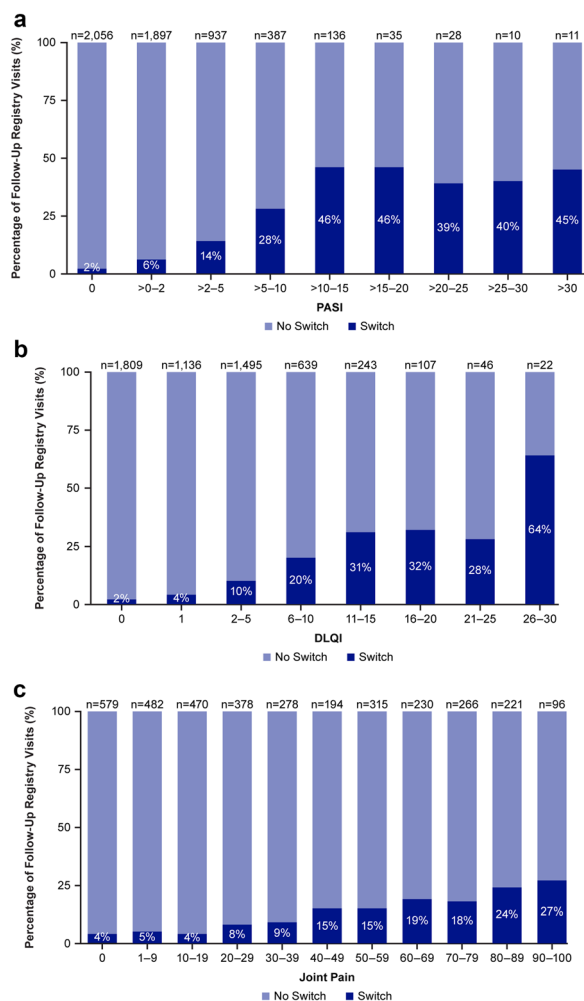 a
n=2,056 n=1,897 n=937 n=387 n=136 n=35 n=28 n=10 n=11
Percentage of Follow-Up Registry Visits (%)
100
75
50
25
0
2% 6% 14% 28% 46% 46% 39% 40% 45%
0 >0–2 >2–5 >5–10 >10–15 >15–20 >20–25 >25–30 >30
PASI
No Switch Switch
b
n=1,809 n=1,136 n=1,495 n=639 n=243 n=107 n=46 n=22
Percentage of Follow-Up Registry Visits (%)
100
75
50
25
0
2% 4% 10% 20% 31% 32% 28% 64%
0 1 2–5 6–10 11–15 16–20 21–25 26–30
DLQI
No Switch Switch
c
n=579 n=482 n=470 n=378 n=278 n=194 n=315 n=230 n=266 n=221 n=96
Percentage of Follow-Up Registry Visits (%)
100
75
50
25
0
4% 5% 4% 8% 9% 15% 15% 19% 18% 24% 27%
0 1–9 10–19 20–29 30–39 40–49 50–59 60–69 70–79 80–89 90–100
Joint Pain
No Switch Switch